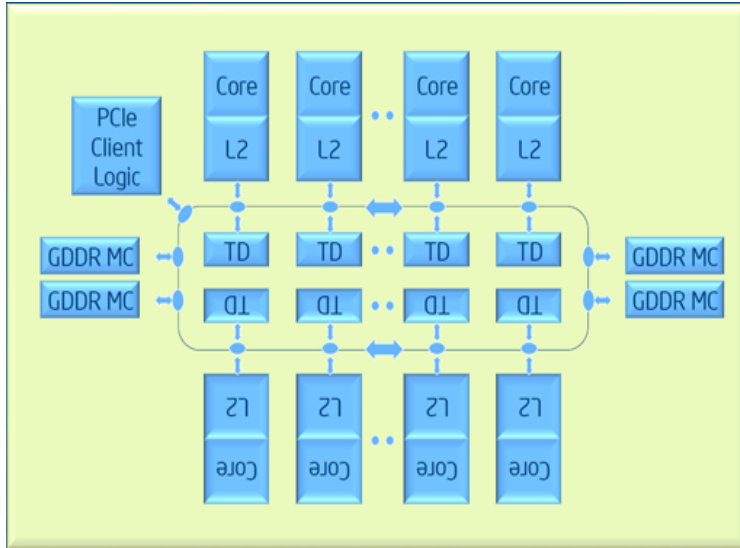 Core Core Core Core
PCIe
Client
Logic
L2 L2 L2 L2
GDDR MC TD TD TD TD GDDR MC
GDDR MC TD TD TD TD GDDR MC
L2 L2 L2 L2
Core Core Core Core